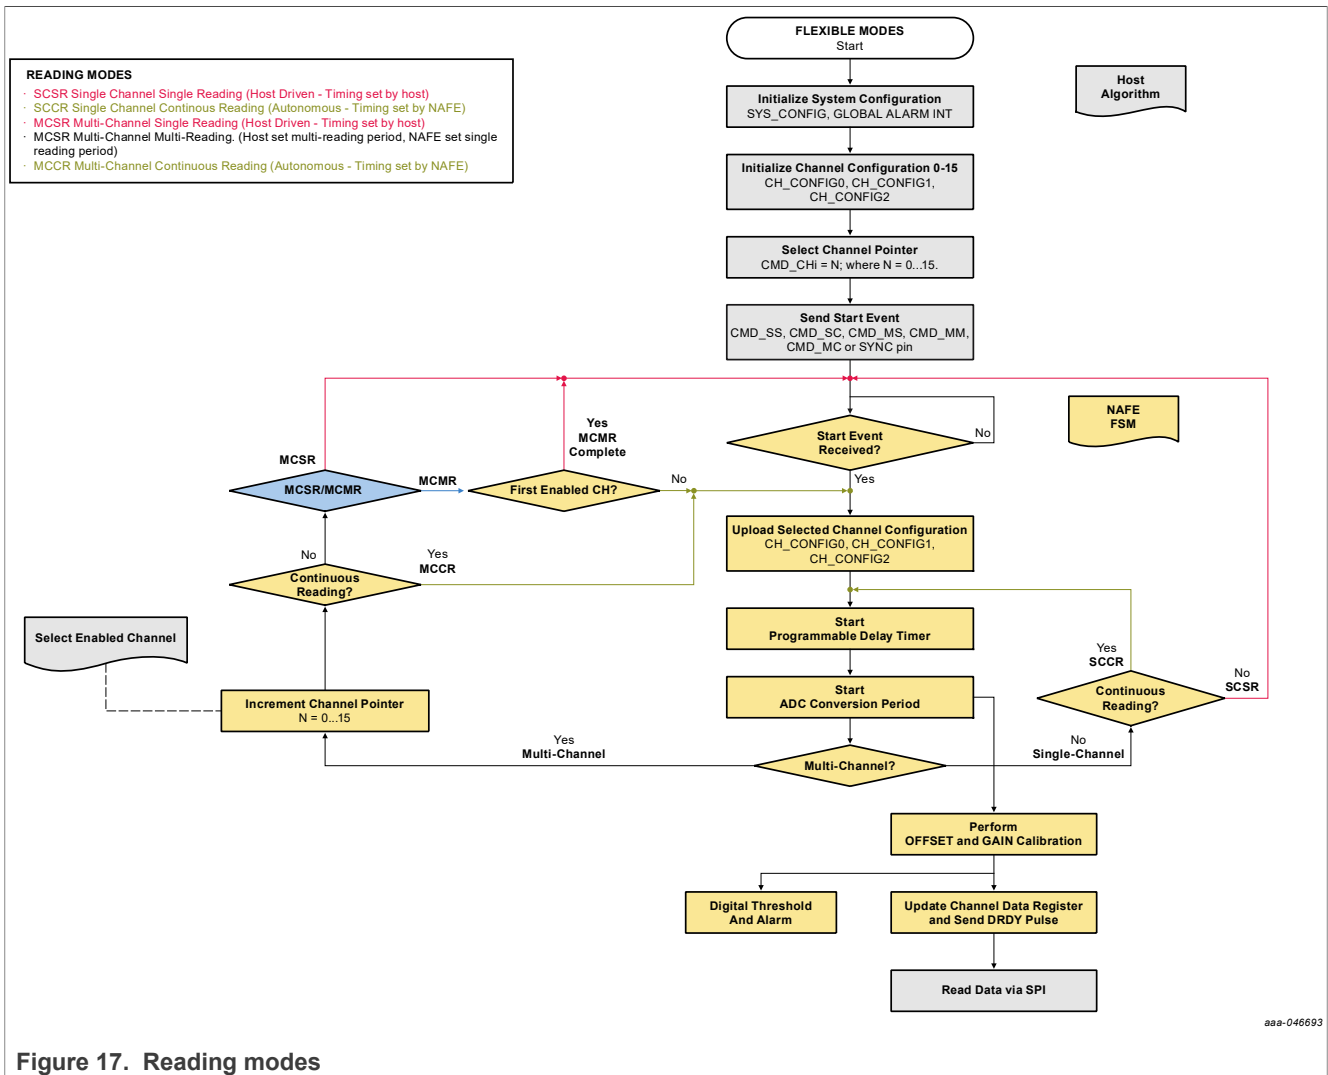 FLEXIBLE MODES
Start
READING MODES
· SCSR Single Channel Single Reading (Host Driven - Timing set by host)
· SCCR Single Channel Continous Reading (Autonomous - Timing set by NAFE)
· MCSR Multi-Channel Single Reading (Host Driven - Timing set by host)
· MCSR Multi-Channel Multi-Reading. (Host set multi-reading period, NAFE set single
reading period)
· MCCR Multi-Channel Continuous Reading (Autonomous - Timing set by NAFE)
Host
Algorithm
Initialize System Configuration
SYS_CONFIG, GLOBAL ALARM INT
Initialize Channel Configuration 0-15
CH_CONFIG0, CH_CONFIG1,
CH_CONFIG2
Select Channel Pointer
CMD_CHi = N; where N = 0...15.
Send Start Event
CMD_SS, CMD_SC, CMD_MS, CMD_MM,
CMD_MC or SYNC pin
NAFE
FSM
Start Event
Received?
No
Yes
Yes
MCMR
Complete
MCSR
MCSR/MCMR
MCMR
First Enabled CH?
No
Upload Selected Channel Configuration
CH_CONFIG0, CH_CONFIG1,
CH_CONFIG2
No
Continuous
Reading?
Yes
MCCR
Start
Programmable Delay Timer
Select Enabled Channel
Yes
SCCR
No
SCSR
Continuous
Reading?
Increment Channel Pointer
N = 0...15
Start
ADC Conversion Period
Yes
Multi-Channel
Multi-Channel?
No
Single-Channel
Perform
OFFSET and GAIN Calibration
Digital Threshold
And Alarm
Update Channel Data Register
and Send DRDY Pulse
Read Data via SPI
aaa-046693
Figure 17. Reading modes